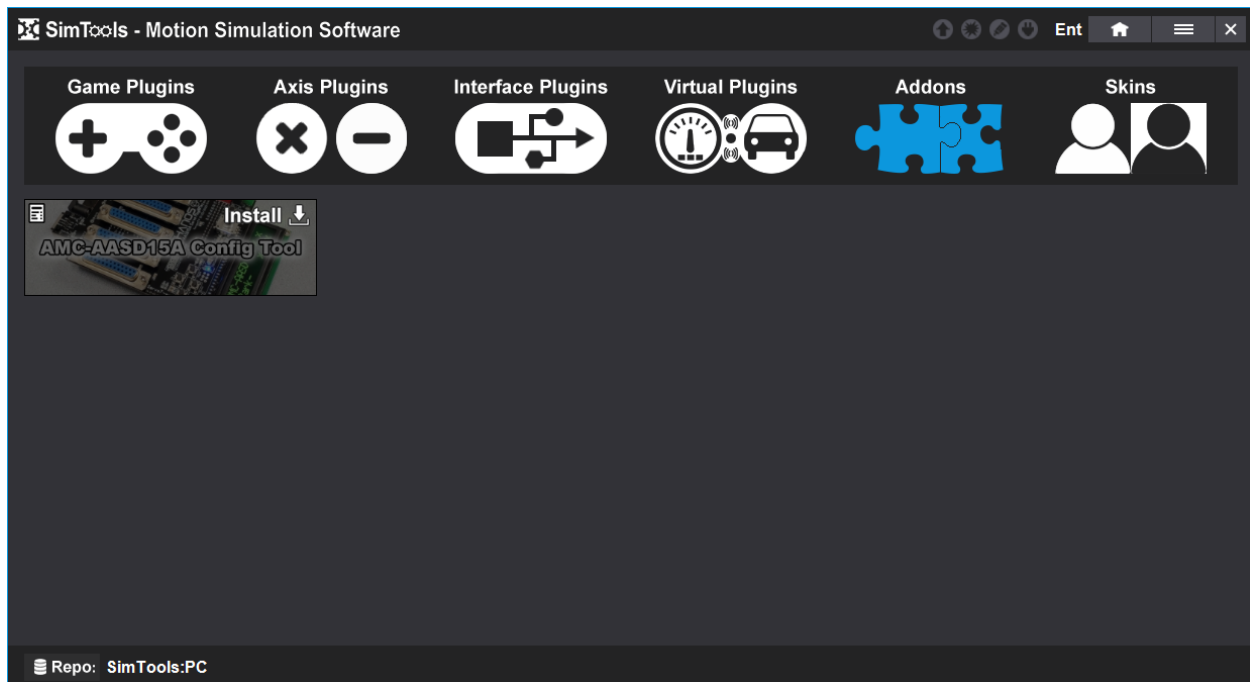 SimTools - Motion Simulation Software
Ent
Game Plugins
Axis Plugins
Interface Plugins
Virtual Plugins
Addons
Skins
Install
AMC-AASD15A Config Tool
Repo: SimTools:PC